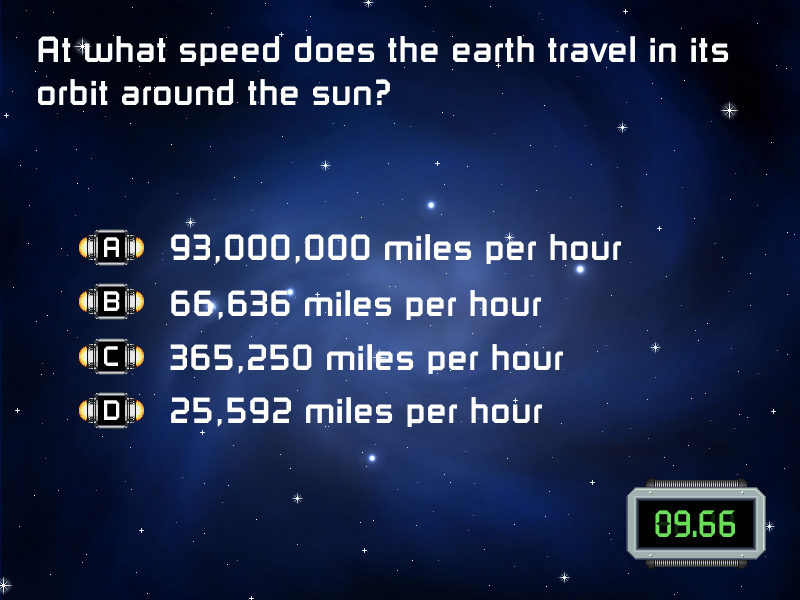 At what speed does the earth travel in its
orbit around the sun?
A 93,000,000 miles per hour
B 66,636 miles per hour
C 365,250 miles per hour
D 25,592 miles per hour
09.66